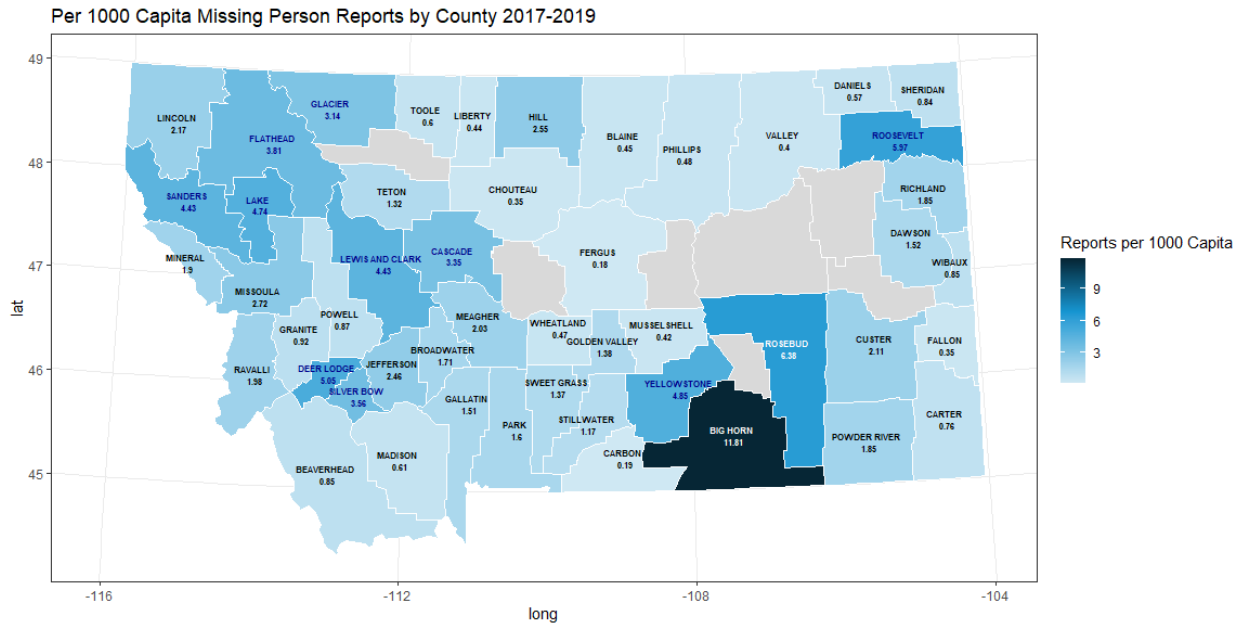 Per 1000 Capita Missing Person Reports by County 2017-2019
49
48
47
46
45
lat
LINCOLN
2.17
FLATHEAD
3.81
GLACIER
3.14
TOOLE
0.6
LIBERTY
0.44
HILL
2.55
BLAINE
0.45
PHILLIPS
0.48
VALLEY
0.4
DANIELS
0.57
SHERIDAN
0.84
ROOSEVELT
5.97
SANDERS
4.43
LAKE
4.74
TETON
1.32
CHOUTEAU
0.35
RICHLAND
1.85
DAWSON
1.52
WIBAUX
0.85
MINERAL
1.9
MISSOULA
2.72
LEWIS AND CLARK
4.43
CASCADE
3.35
FERGUS
0.18
POWELL
0.87
GRANITE
0.92
MEAGHER
2.03
WHEATLAND
0.47
GOLDEN VALLEY
1.38
MUSSELSHELL
0.42
ROSEBUD
6.38
CUSTER
2.11
FALLON
0.35
RAVALLI
1.98
DEER LODGE
5.05
SILVER BOW
3.56
JEFFERSON
2.46
BROADWATER
1.71
GALLATIN
1.51
PARK
1.6
SWEET GRASS
1.37
STILLWATER
1.17
YELLOWSTONE
4.85
BIG HORN
11.81
CARBON
0.19
POWDER RIVER
1.85
CARTER
0.76
BEAVERHEAD
0.85
MADISON
0.61
-116
-112
-108
-104
long
Reports per 1000 Capita
9
6
3